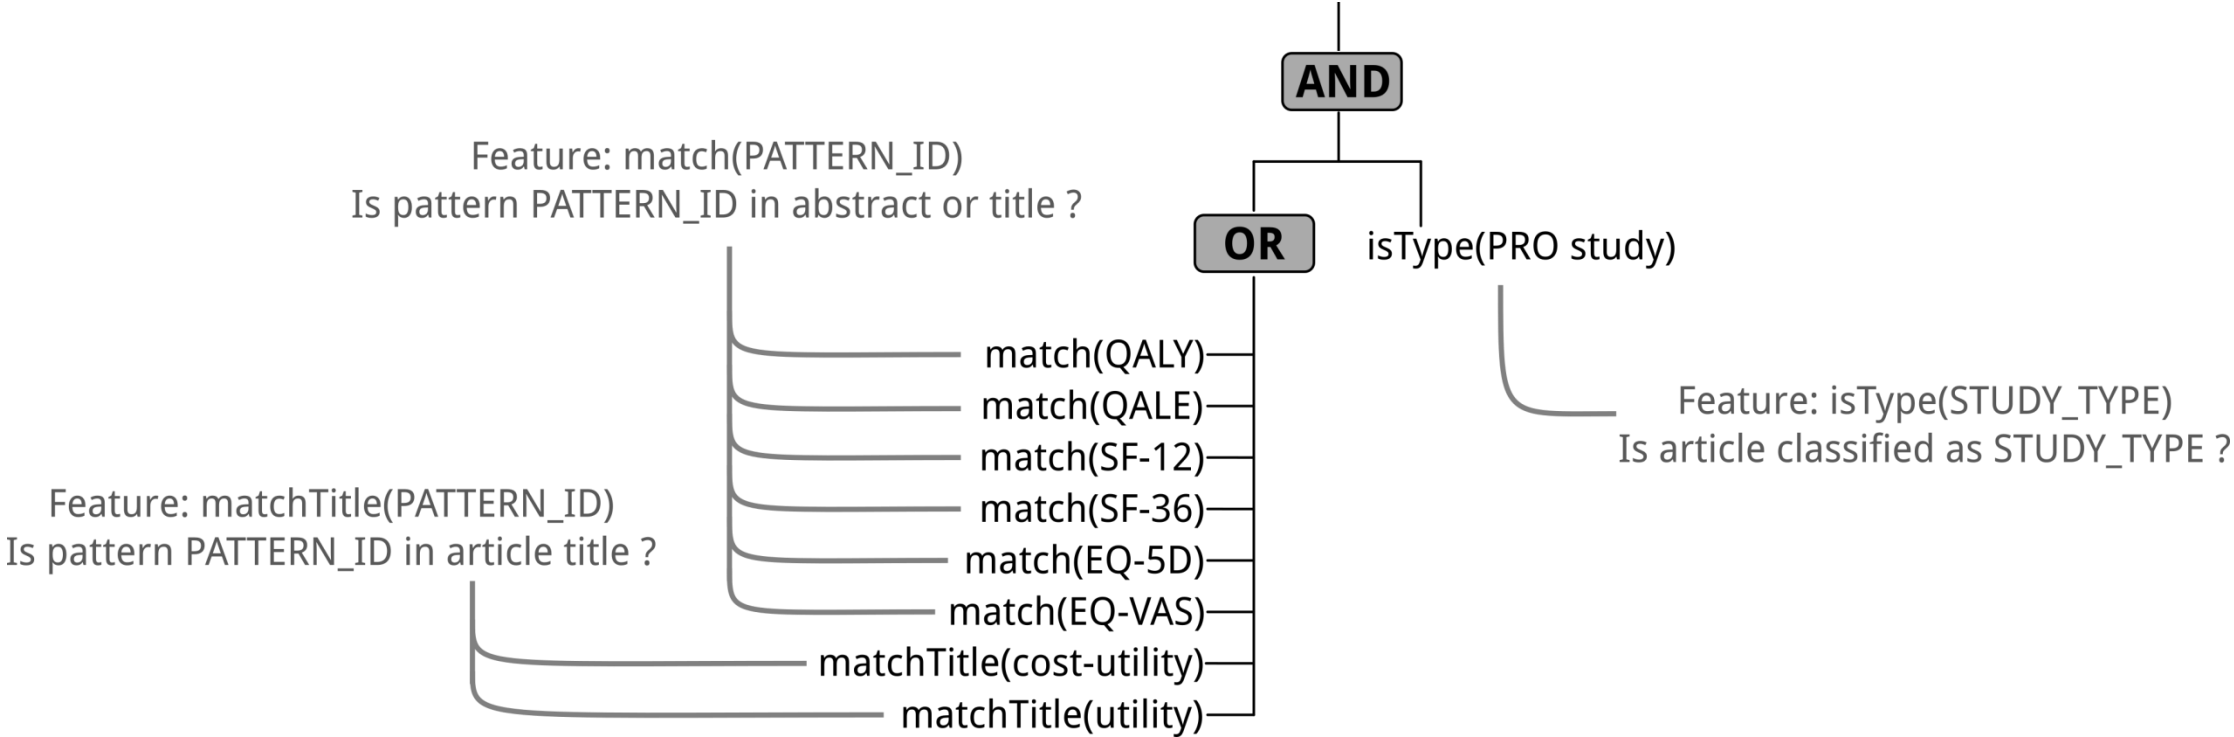 AND
Feature: match(PATTERN_ID)
Is pattern PATTERN_ID in abstract or title ?
OR
isType(PRO study)
match(QALY)
match(QALE)
match(SF-12)
match(SF-36)
match(EQ-5D)
match(EQ-VAS)
matchTitle(cost-utility)
matchTitle(utility)
Feature: isType(STUDY_TYPE)
Is article classified as STUDY_TYPE ?
Feature: matchTitle(PATTERN_ID)
Is pattern PATTERN_ID in article title ?